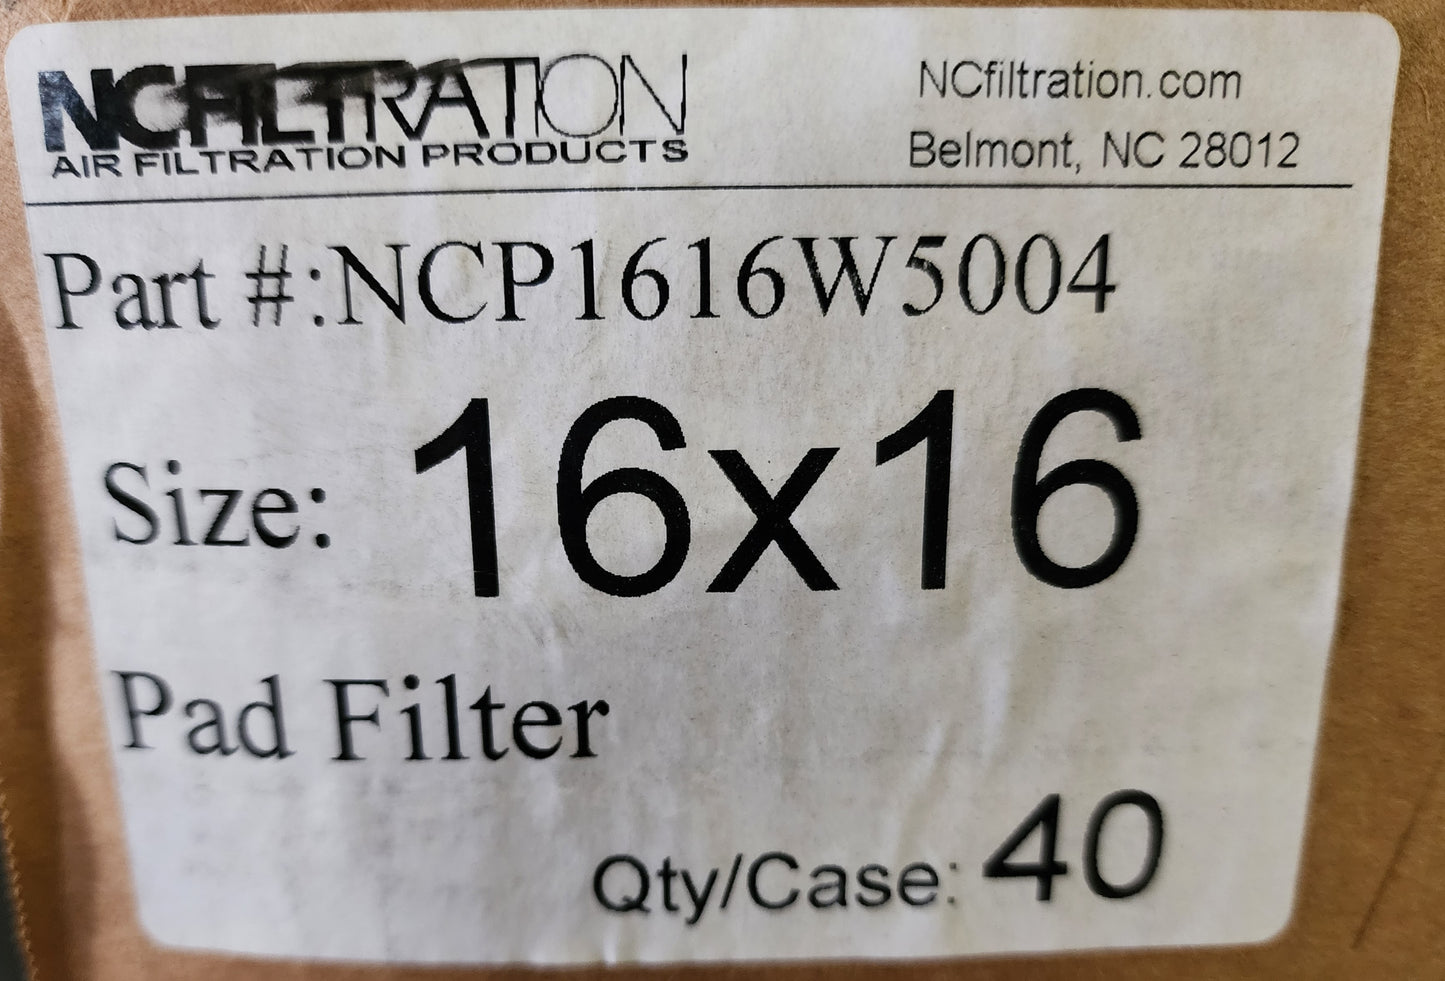 NCFILTRATION
AIR FILTRATION PRODUCTS
NCfiltration.com
Belmont, NC 28012
Part #:NCP1616W5004
Size: 16x16
Pad Filter
Qty/Case: 40